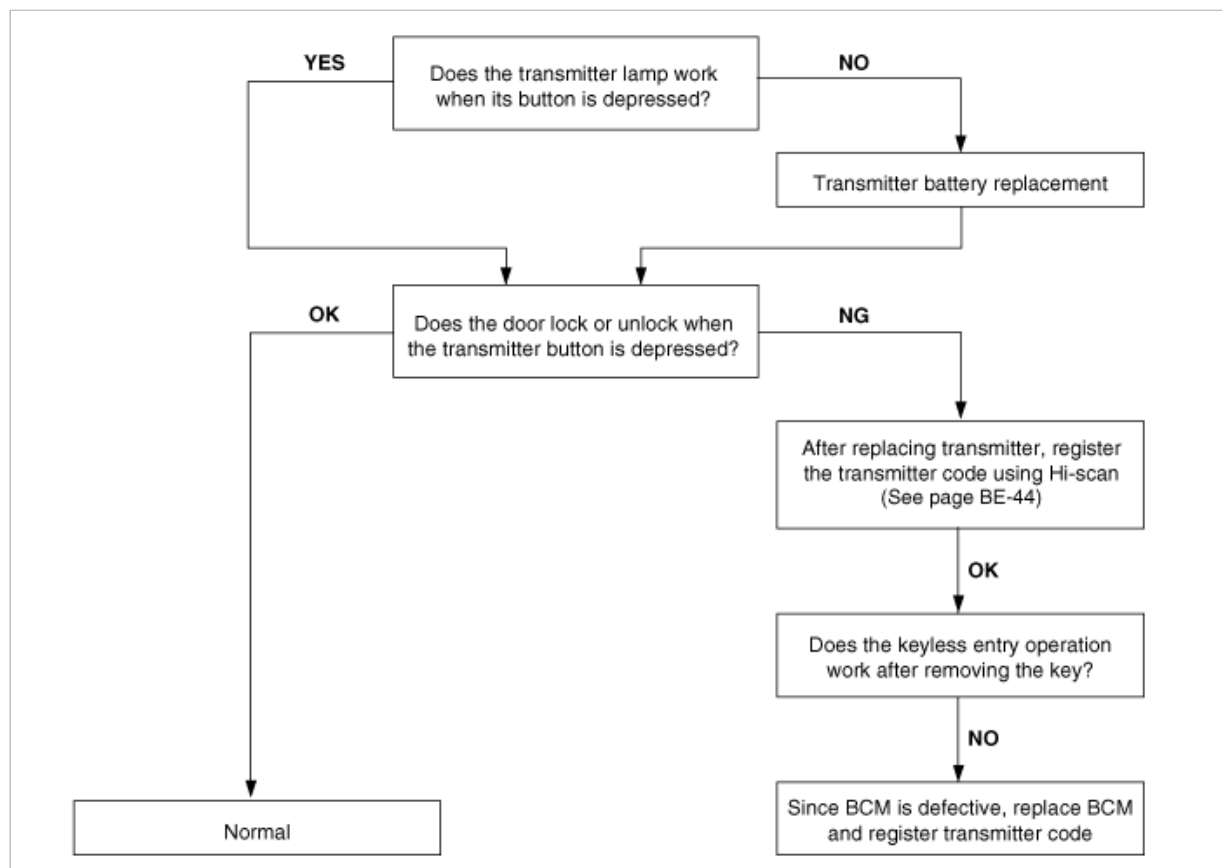 YES
Does the transmitter lamp work
when its button is depressed?
NO
Transmitter battery replacement
OK
Does the door lock or unlock when
the transmitter button is depressed?
NG
After replacing transmitter, register
the transmitter code using Hi-scan
(See page BE-44)
OK
Does the keyless entry operation
work after removing the key?
NO
Normal
Since BCM is defective, replace BCM
and register transmitter code